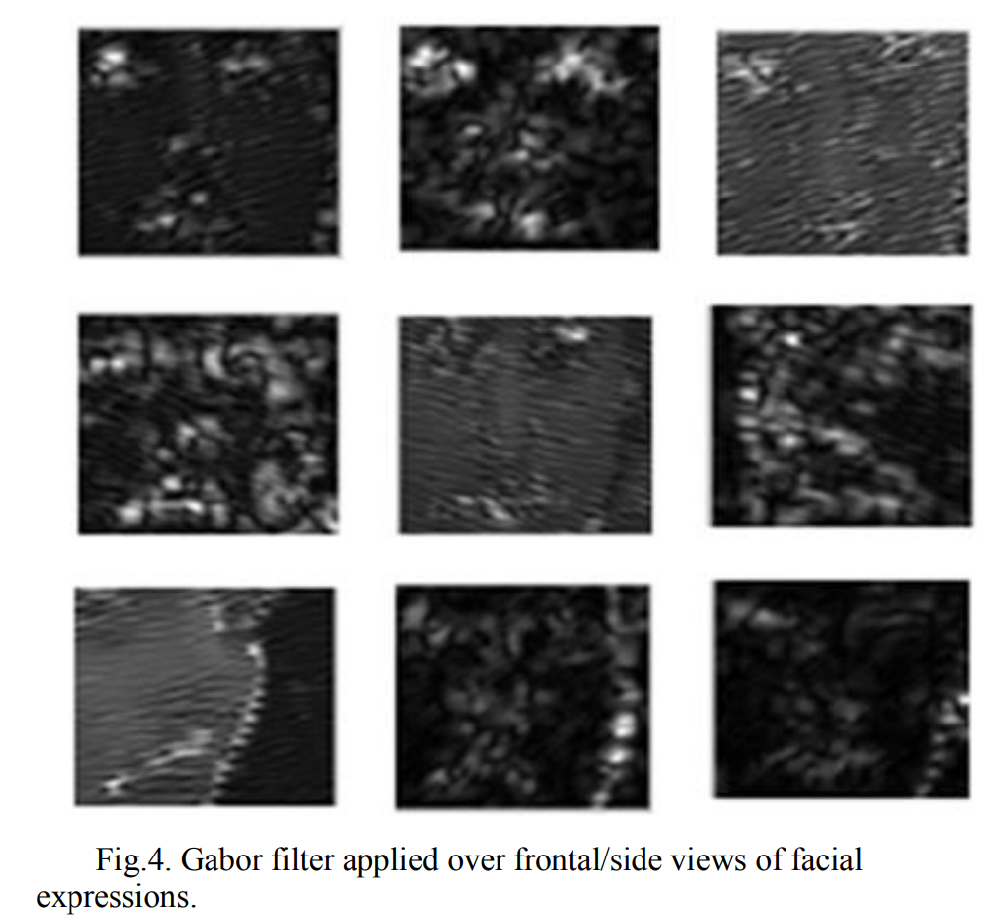 Fig.4. Gabor filter applied over frontal/side views of facial
expressions.